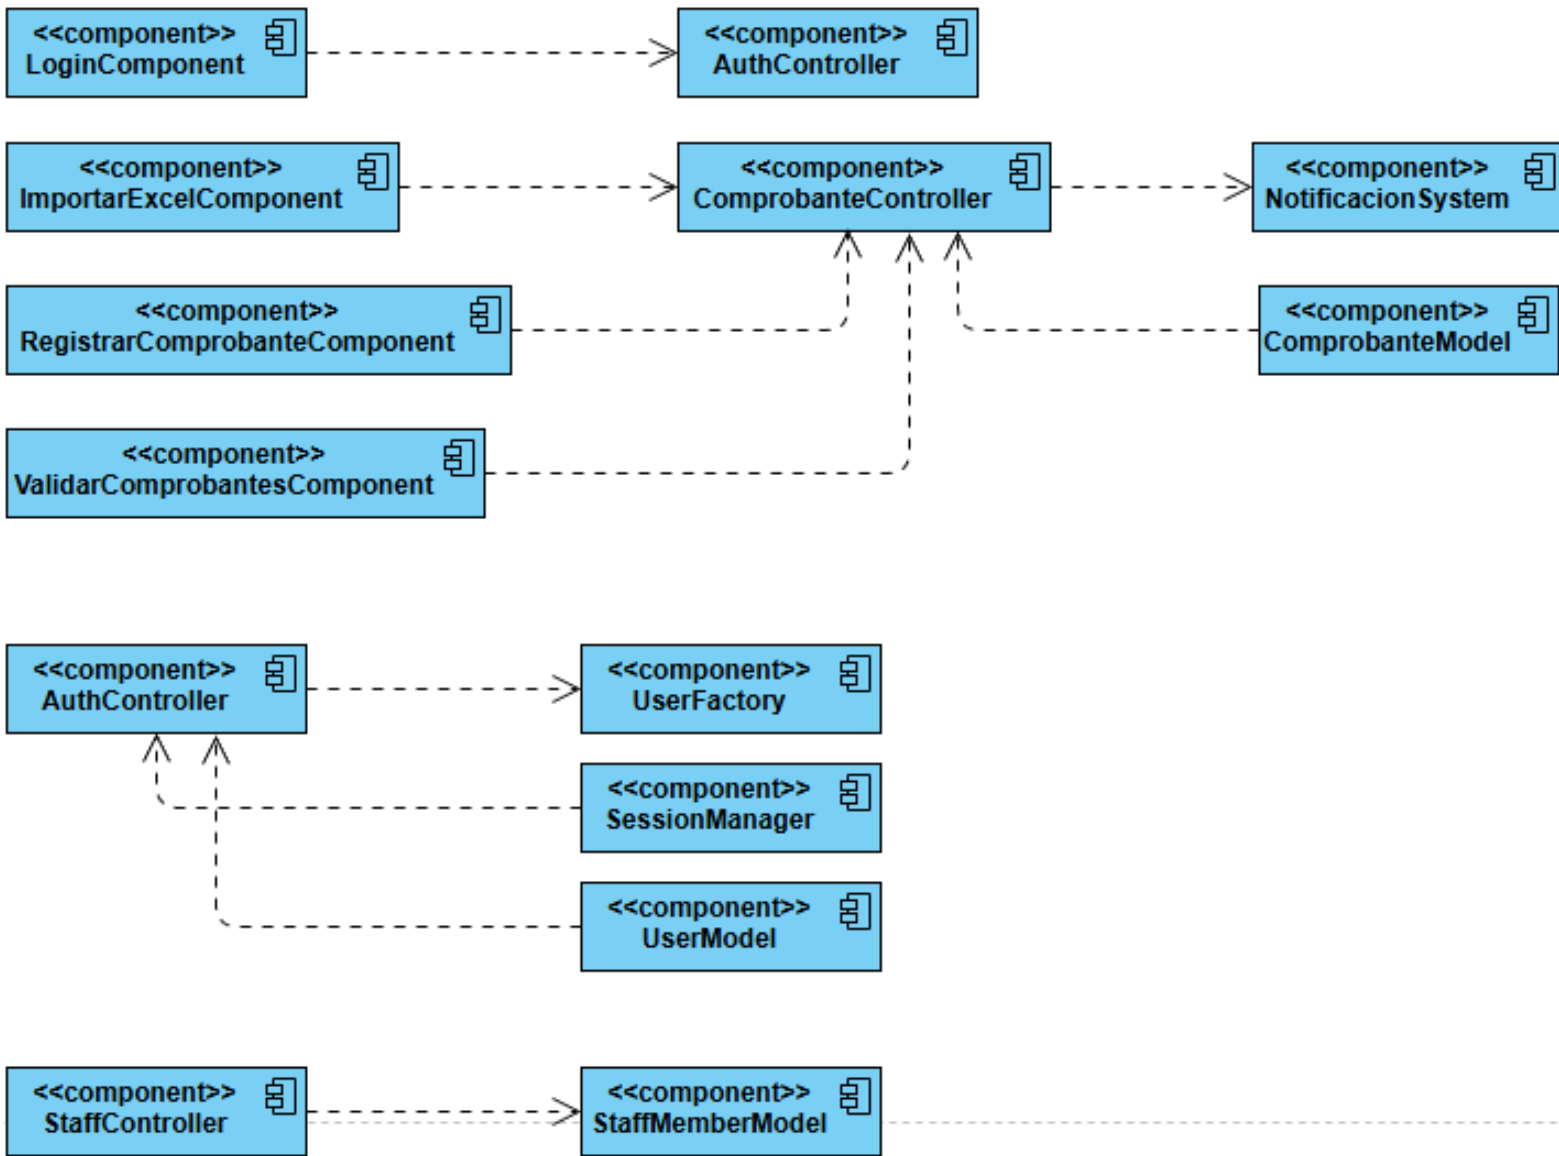 <<component>>
LoginComponent
<<component>>
AuthController
<<component>>
ImportarExcelComponent
<<component>>
ComprobanteController
<<component>>
NotificacionSystem
<<component>>
RegistrarComprobanteComponent
<<component>>
ComprobanteModel
<<component>>
ValidarComprobantesComponent
<<component>>
AuthController
<<component>>
UserFactory
<<component>>
SessionManager
<<component>>
UserModel
<<component>>
StaffController
<<component>>
StaffMemberModel